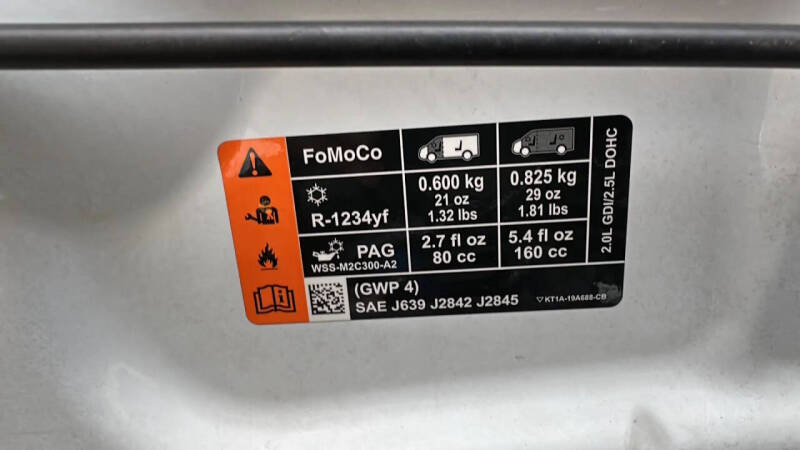 FoMoCo
R-1234yf
0.600 kg
21 oz
1.32 lbs
0.825 kg
29 oz
1.81 lbs
PAG
WSS-M2C300-A2
2.7 fl oz
80 cc
5.4 fl oz
160 cc
2.0L GDI/2.5L DOHC
(GWP 4)
SAE J639 J2842 J2845
KT1A-19A688-CB